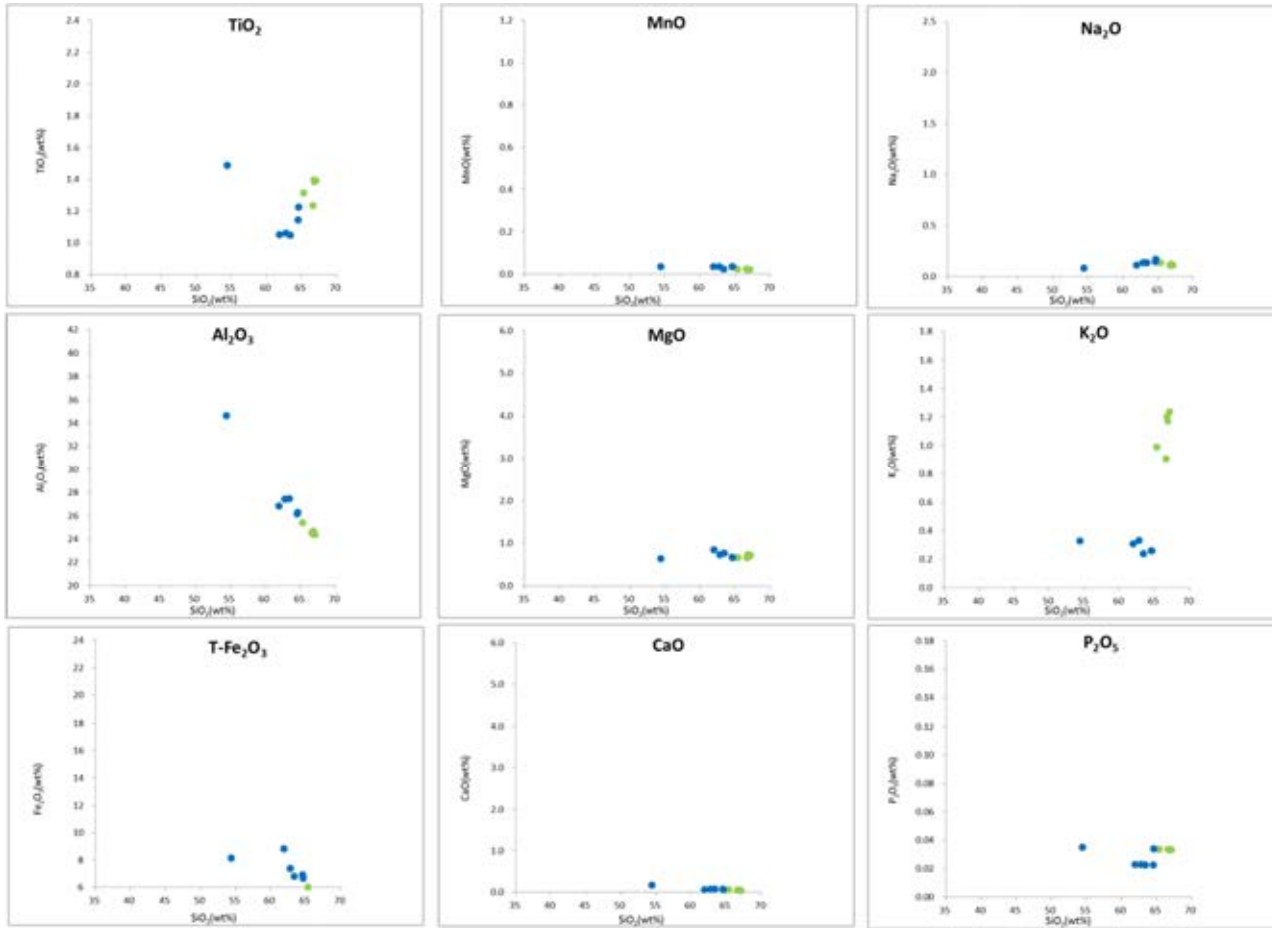 TiO₂
TiO₂(wt%)
2.4
2.2
2.0
1.8
1.6
1.4
1.2
1.0
0.8
35 40 45 50 55 60 65 70
SiO₂(wt%)
MnO
MnO(wt%)
1.2
1.0
0.8
0.6
0.4
0.2
0.0
35 40 45 50 55 60 65 70
SiO₂(wt%)
Na₂O
Na₂O(wt%)
2.5
2.0
1.5
1.0
0.5
0.0
35 40 45 50 55 60 65 70
SiO₂(wt%)
Al₂O₃
Al₂O₃(wt%)
42
40
38
36
34
32
30
28
26
24
22
20
35 40 45 50 55 60 65 70
SiO₂(wt%)
MgO
MgO(wt%)
6.0
5.0
4.0
3.0
2.0
1.0
0.0
35 40 45 50 55 60 65 70
SiO₂(wt%)
K₂O
K₂O(wt%)
1.8
1.6
1.4
1.2
1.0
0.8
0.6
0.4
0.2
0.0
35 40 45 50 55 60 65 70
SiO₂(wt%)
T-Fe₂O₃
Fe₂O₃(wt%)
24
22
20
18
16
14
12
10
8
6
35 40 45 50 55 60 65 70
SiO₂(wt%)
CaO
CaO(wt%)
6.0
5.0
4.0
3.0
2.0
1.0
0.0
35 40 45 50 55 60 65 70
SiO₂(wt%)
P₂O₅
P₂O₅(wt%)
0.18
0.16
0.14
0.12
0.10
0.08
0.06
0.04
0.02
0.00
35 40 45 50 55 60 65 70
SiO₂(wt%)